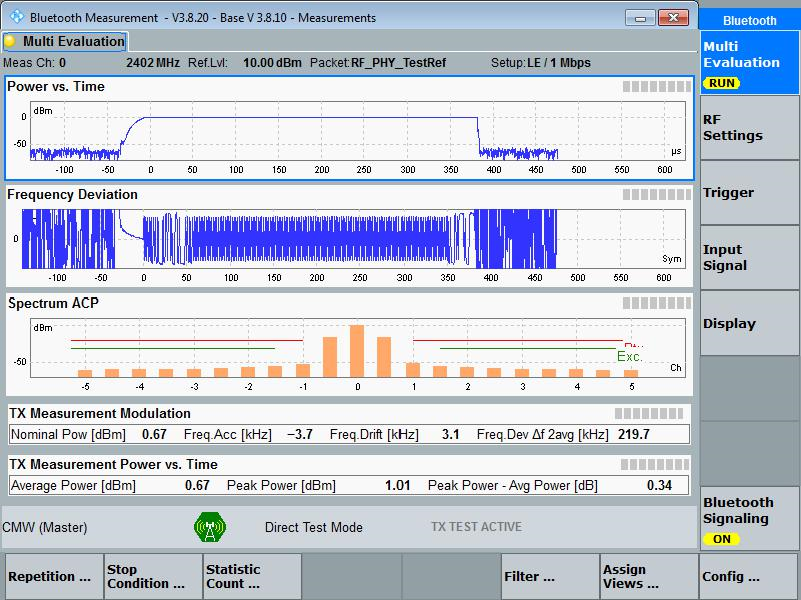 Bluetooth Measurement - V3.8.20 - Base V 3.8.10 - Measurements
Bluetooth
Multi Evaluation
Meas Ch: 0 2402 MHz Ref.Lvl: 10.00 dBm Packet: RF_PHY_TestRef Setup: LE / 1 Mbps
Multi
Evaluation
RUN
Power vs. Time
dBm
0
-50
µs
-100 -50 0 50 100 150 200 250 300 350 400 450 500 550 600
RF
Settings
Frequency Deviation
0
Sym
-100 -50 0 50 100 150 200 250 300 350 400 450 500 550 600
Trigger
Input
Signal
Spectrum ACP
dBm
-50
Exc.
Ch
-5 -4 -3 -2 -1 0 1 2 3 4 5
Display
TX Measurement Modulation
Nominal Pow [dBm] 0.67 Freq.Acc [kHz] −3.7 Freq.Drift [kHz] 3.1 Freq.Dev Δf 2avg [kHz] 219.7
TX Measurement Power vs. Time
Average Power [dBm] 0.67 Peak Power [dBm] 1.01 Peak Power - Avg Power [dB] 0.34
CMW (Master) Direct Test Mode TX TEST ACTIVE
Bluetooth
Signaling
ON
Repetition ...
Stop
Condition ...
Statistic
Count ...
Filter ...
Assign
Views ...
Config ...